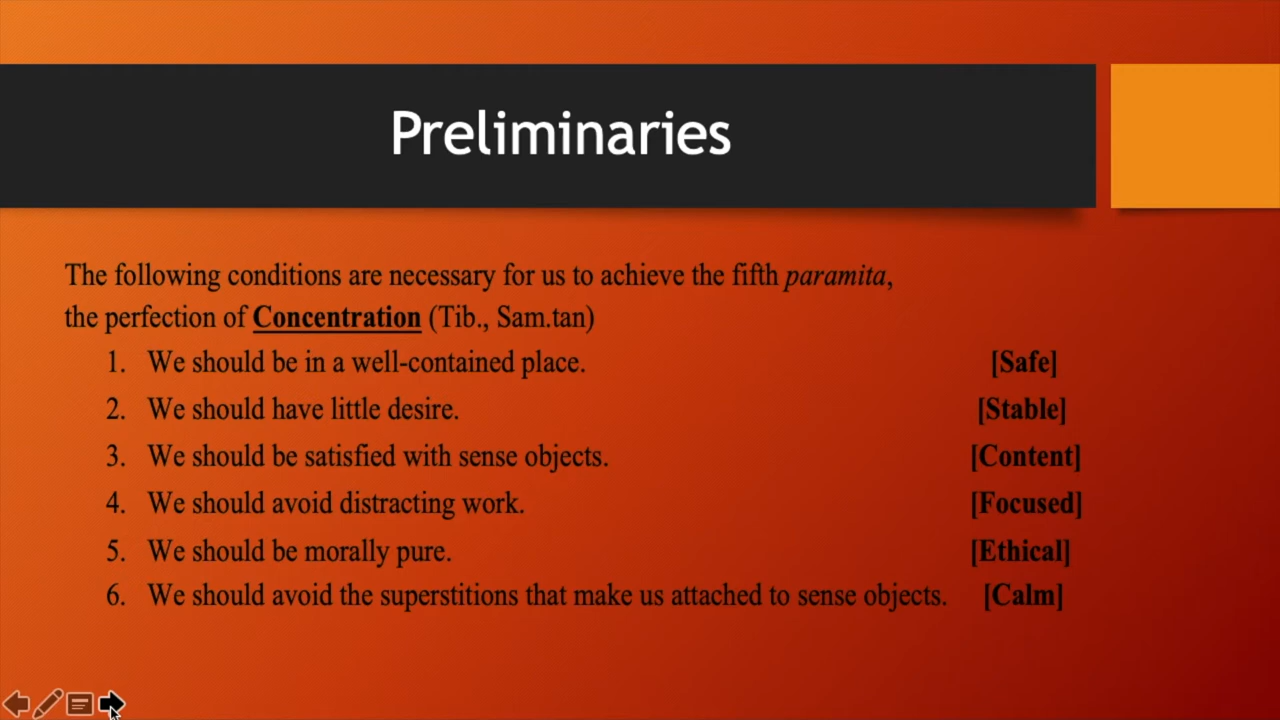 Preliminaries
The following conditions are necessary for us to achieve the fifth paramita,
the perfection of Concentration (Tib., Sam.tan)
1. We should be in a well-contained place. [Safe]
2. We should have little desire. [Stable]
3. We should be satisfied with sense objects. [Content]
4. We should avoid distracting work. [Focused]
5. We should be morally pure. [Ethical]
6. We should avoid the superstitions that make us attached to sense objects. [Calm]